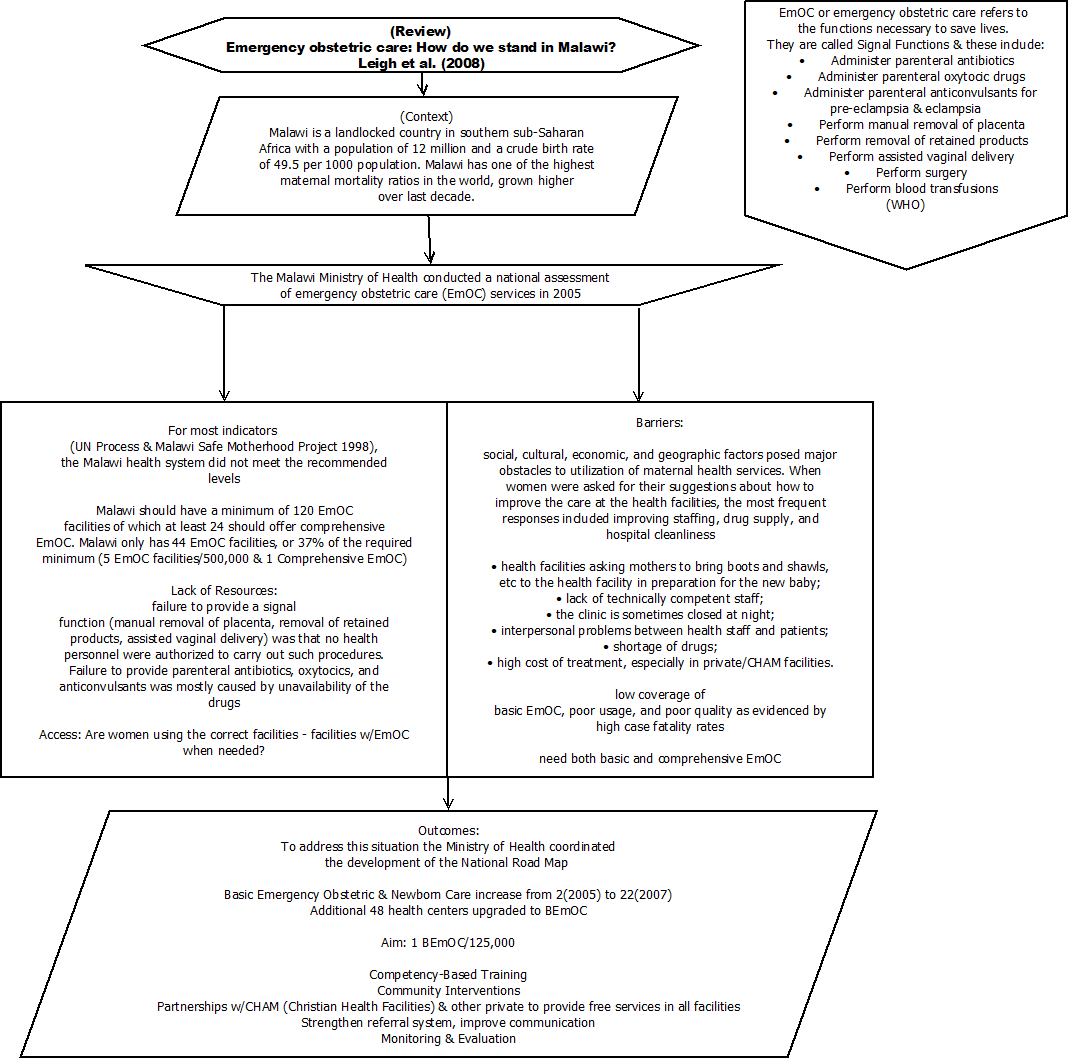 (Review)
Emergency obstetric care: How do we stand in Malawi?
Leigh et al. (2008)
EmOC or emergency obstetric care refers to
the functions necessary to save lives.
They are called Signal Functions & these include:
• Administer parental antibiotics
• Administer parenteral oxytocic drugs
• Administer parenteral anticonvulsants for
pre-eclampsia & eclampsia
• Perform manual removal of placenta
• Perform removal of retained products
• Perform assisted vaginal delivery
• Perform surgery
• Perform blood transfusions
(WHO)
(Context)
Malawi is a landlocked country in southern sub-Saharan
Africa with a population of 12 million and a crude birth rate
of 49.5 per 1000 population. Malawi has one of the highest
maternal mortality ratios in the world, grown higher
over last decade.
The Malawi Ministry of Health conducted a national assessment
of emergency obstetric care (EmOC) services in 2005
For most indicators
(UN Process & Malawi Safe Motherhood Project 1998),
the Malawi health system did not meet the recommended
levels
Malawi should have a minimum of 120 EmOC
facilities of which at least 24 should offer comprehensive
EmOC. Malawi only has 44 EmOC facilities, or 37% of the required
minimum (5 EmOC facilities/500,000 & 1 Comprehensive EmOC)
Lack of Resources:
failure to provide a signal
function (manual removal of placenta, removal of retained
products, assisted vaginal delivery) was that no health
personnel were authorized to carry out such procedures.
Failure to provide parenteral antibiotics, oxytocics, and
anticonvulsants was mostly caused by unavailability of the
drugs
Access: Are women using the correct facilities - facilities w/EmOC
when needed?
Barriers:
social, cultural, economic, and geographic factors posed major
obstacles to utilization of maternal health services. When
women were asked for their suggestions about how to
improve the care at the health facilities, the most frequent
responses included improving staffing, drug supply, and
hospital cleanliness
• health facilities asking mothers to bring boots and shawls,
etc to the health facility in preparation for the new baby;
• lack of technically competent staff;
• the clinic is sometimes closed at night;
• interpersonal problems between health staff and patients;
• shortage of drugs;
• high cost of treatment, especially in private/CHAM facilities.
low coverage of
basic EmOC, poor usage, and poor quality as evidenced by
high case fatality rates
need both basic and comprehensive EmOC
Outcomes:
To address this situation the Ministry of Health coordinated
the development of the National Road Map
Basic Emergency Obstetric & Newborn Care increase from 2(2005) to 22(2007)
Additional 48 health centers upgraded to BEmOC
Aim: 1 BEmOC/125,000
Competency-Based Training
Community Interventions
Partnerships w/CHAM (Christian Health Facilities) & other private to provide free services in all facilities
Strengthen referral system, improve communication
Monitoring & Evaluation